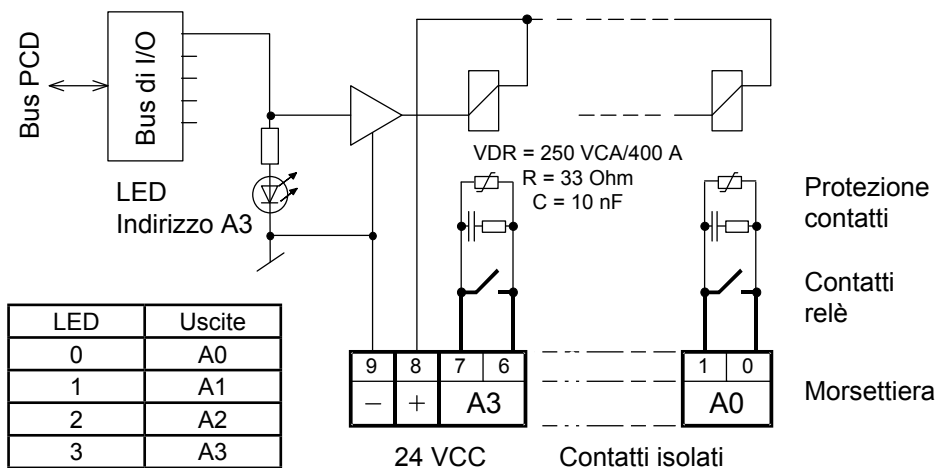 Bus PCD
Bus di I/O
LED
Indirizzo A3
VDR = 250 VCA/400 A
R = 33 Ohm
C = 10 nF
Protezione
contatti
Contatti
relè
LED Uscite
0 A0
1 A1
2 A2
3 A3
9 8 7 6
− + A3
1 0
A0
Morsettiera
24 VCC
Contatti isolati